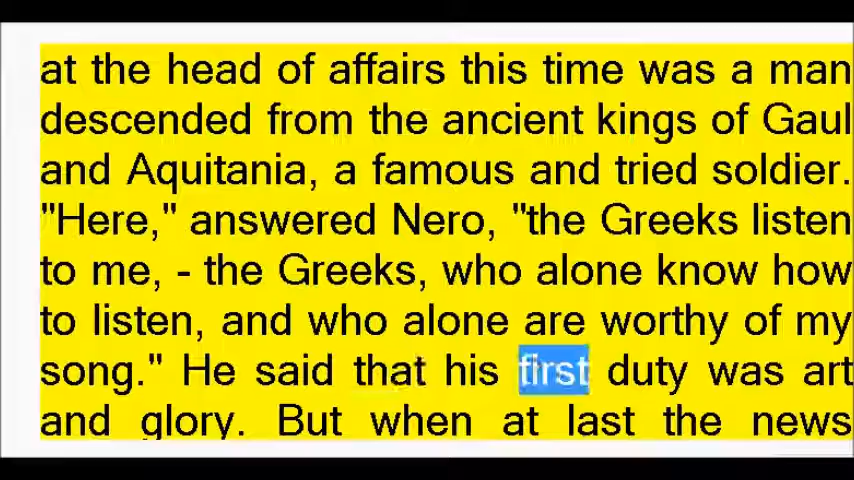 at the head of affairs this time was a man
descended from the ancient kings of Gaul
and Aquitania, a famous and tried soldier.
"Here," answered Nero, "the Greeks listen
to me, - the Greeks, who alone know how
to listen, and who alone are worthy of my
song." He said that his first duty was art
and glory. But when at last the news